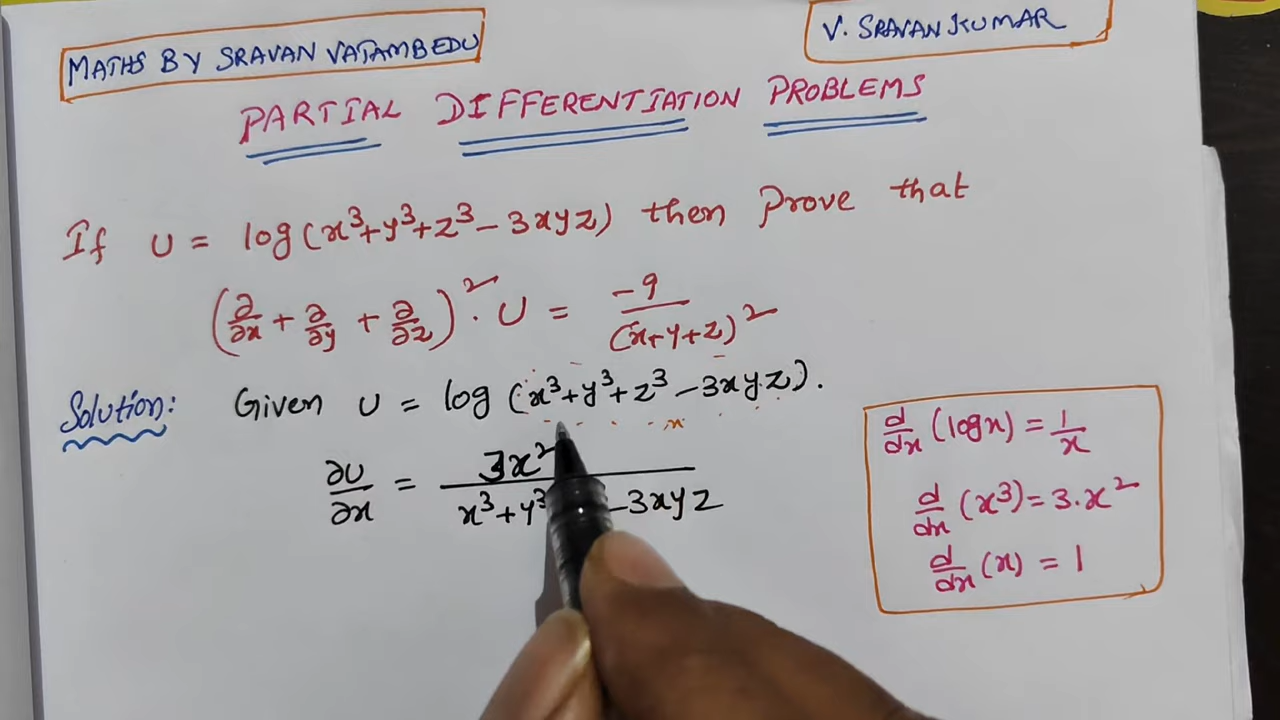 MATHS BY SRAVAN VATAMBEDU
V. SRAVAN KUMAR
PARTIAL DIFFERENTIATION PROBLEMS
If U = log(x³+y³+z³-3xyz) then Prove that
(∂/∂x + ∂/∂y + ∂/∂z)² . U = -9/(x+y+z)²
Solution: Given U = log (x³+y³+z³-3xyz).
∂U/∂x = 3x²/x³+y³ -3xyz
d/dx (logx) = 1/x
d/dx (x³) = 3.x²
d/dx (x) = 1